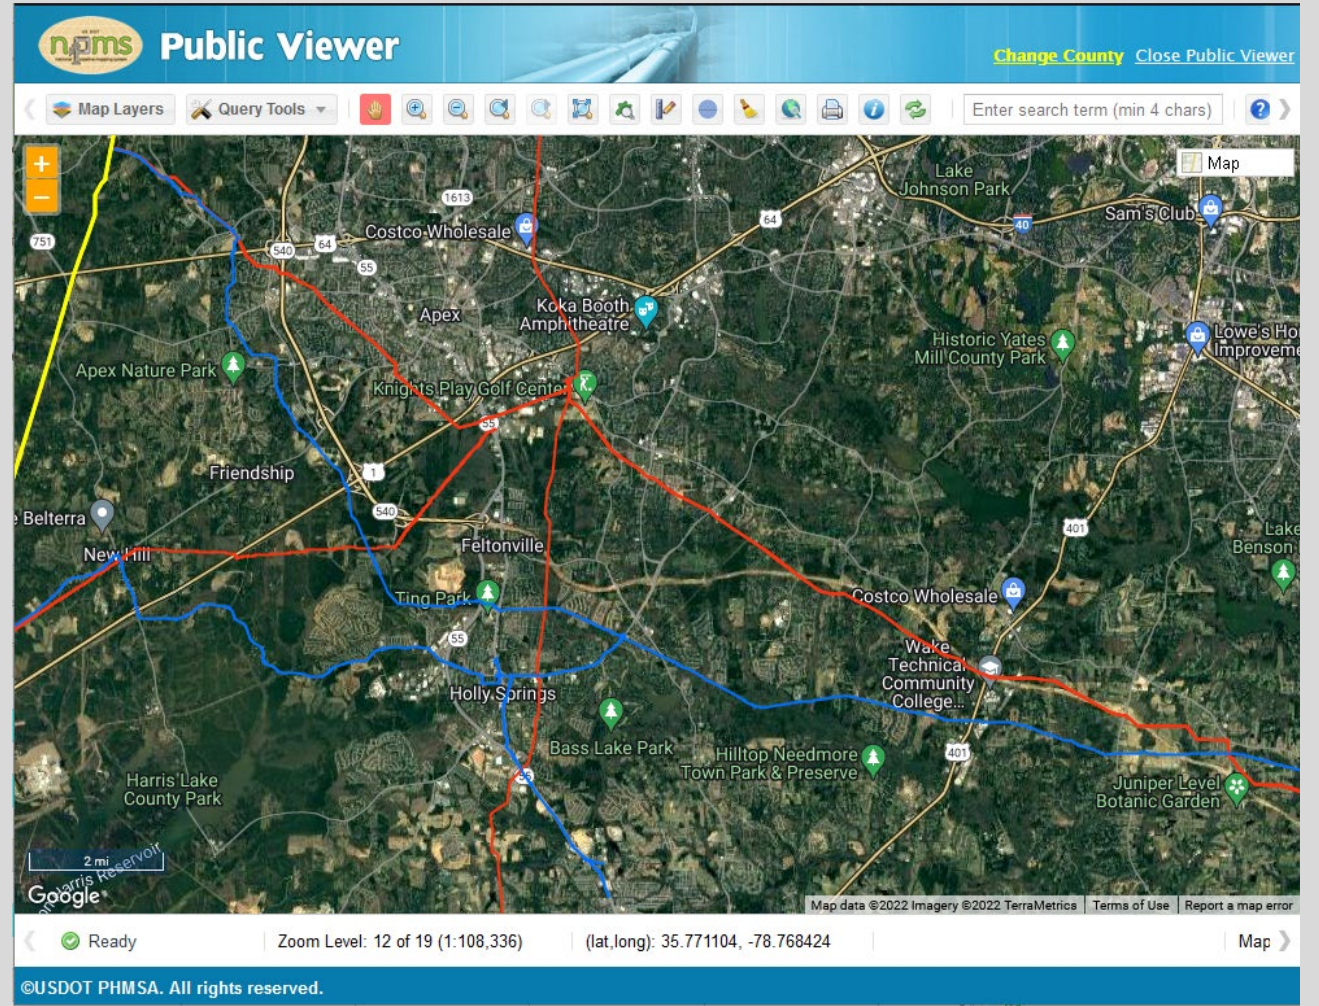 npms
Public Viewer
Change County
Close Public Viewer
Map Layers
Query Tools
Enter search term (min 4 chars)
Map
Lake
Johnson Park
1613
64
40
Sam's Club
Costco Wholesale
751
540
64
55
Koka Booth
Amphitheatre
Apex
Historic Yates
Mill County Park
Lowe's Ho
Improveme
Apex Nature Park
Knights Play Golf Cente
55
Friendship
1
540
e Belterra
401
Lake
Benson
New Hill
Feltonville
Ting Park
Costco Wholesale
55
Wake
Technical
Community
College...
Holly Springs
Bass Lake Park
Hilltop Needmore
Town Park & Preserve
401
55
Harris Lake
County Park
Juniper Level
Botanic Garden
2 mi
Harris Reservoir
Google
Map data ©2022 Imagery ©2022 TerraMetrics
Terms of Use
Report a map error
Ready
Zoom Level: 12 of 19 (1:108,336)
(lat,long): 35.771104, -78.768424
Map
©USDOT PHMSA. All rights reserved.